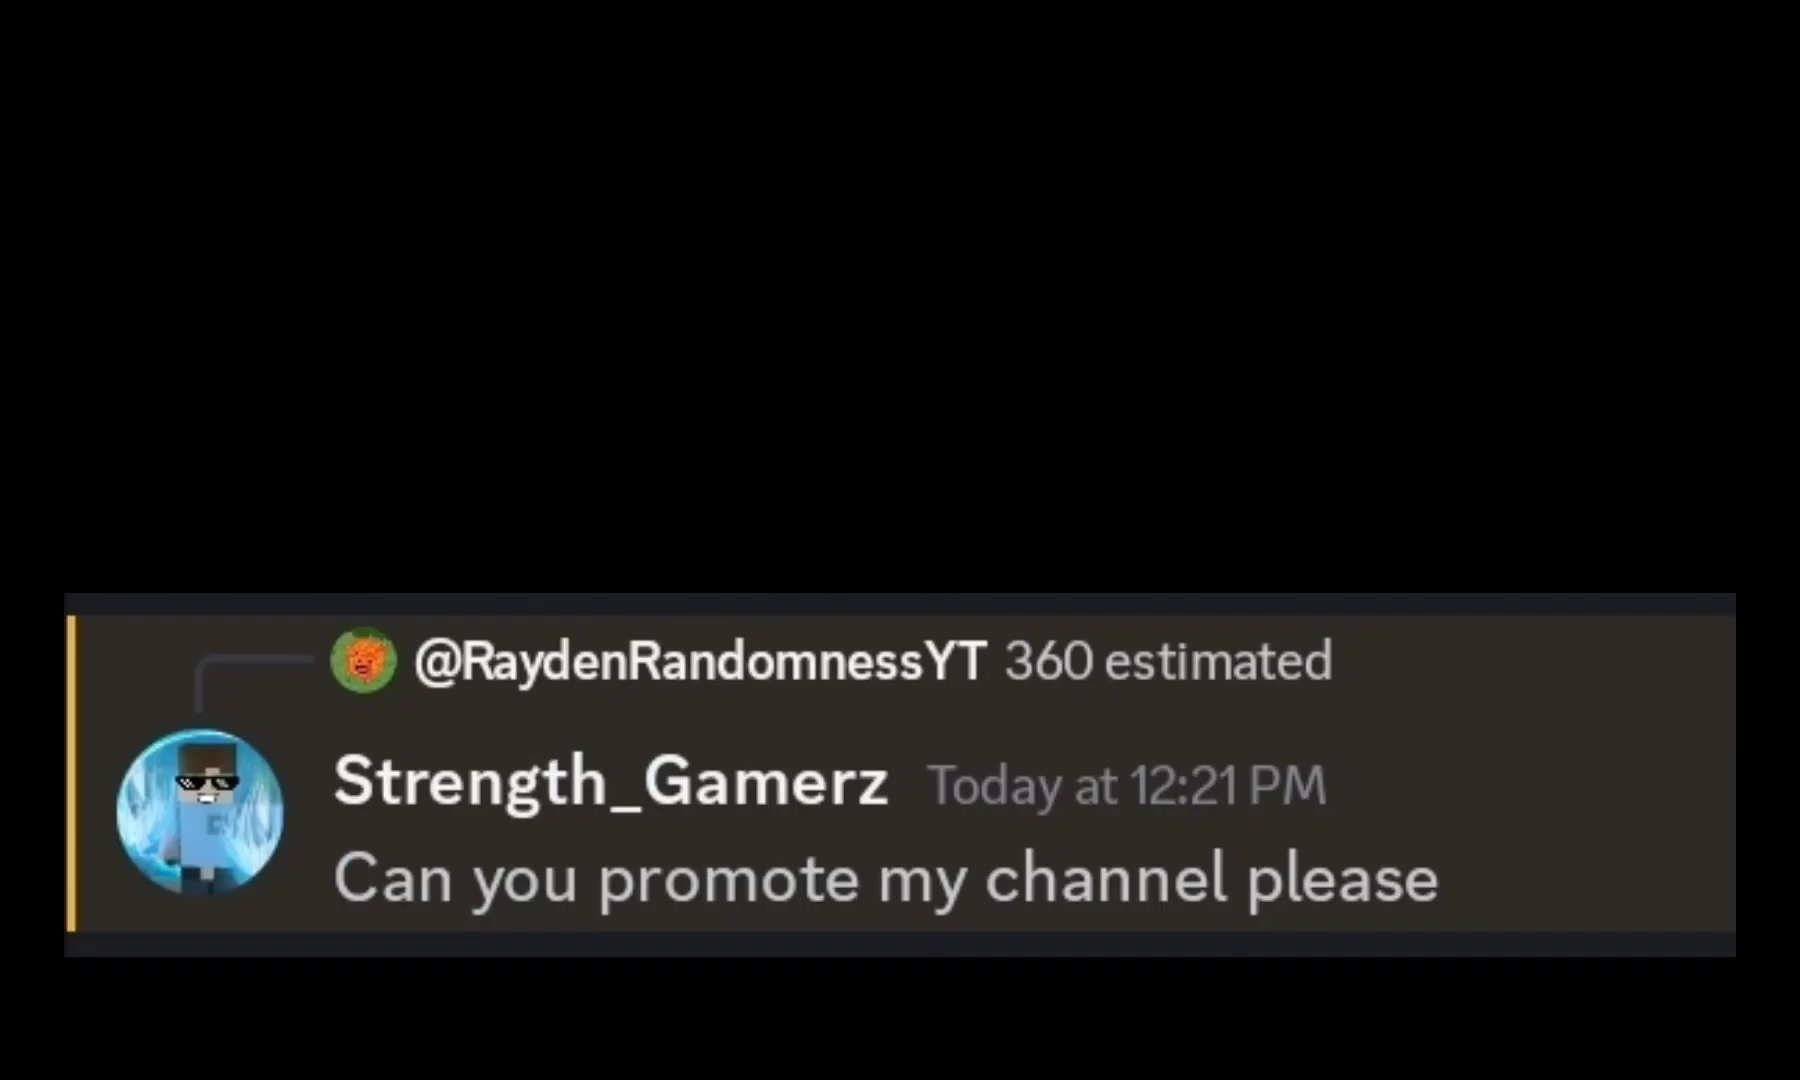 @RaydenRandomnessYT 360 estimated
Strength_Gamerz Today at 12:21 PM
Can you promote my channel please